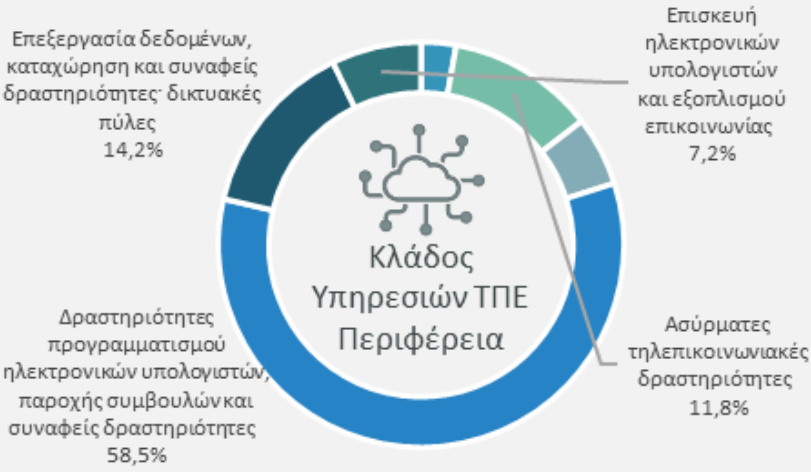 Επεξεργασία δεδομένων,
καταχώρηση και συναφείς
δραστηριότητες· δικτυακές
πύλες
14,2%
Επισκευή
ηλεκτρονικών
υπολογιστών
και εξοπλισμού
επικοινωνίας
7,2%
Κλάδος
Υπηρεσιών ΤΠΕ
Περιφέρεια
Δραστηριότητες
προγραμματισμού
ηλεκτρονικών υπολογιστών,
παροχής συμβουλών και
συναφείς δραστηριότητες
58,5%
Ασύρματες
τηλεπικοινωνιακές
δραστηριότητες
11,8%